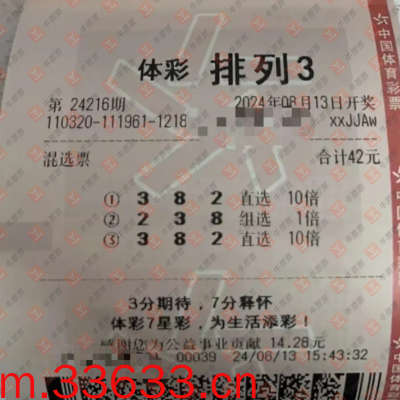 体彩 排列3
第 24216期 2024年08月13日开奖
110320-111961-1218 xxJJAw
混选票 合计42元
① 3 8 2 直选 10倍
② 2 3 8 组选 1倍
③ 3 8 2 直选 10倍
3分期待，7分释怀
体彩7星彩，为生活添彩！
感谢您为公益事业贡献 14.28元
00039 24/08/13 15:43:32
m.33633.com
中国体育彩票